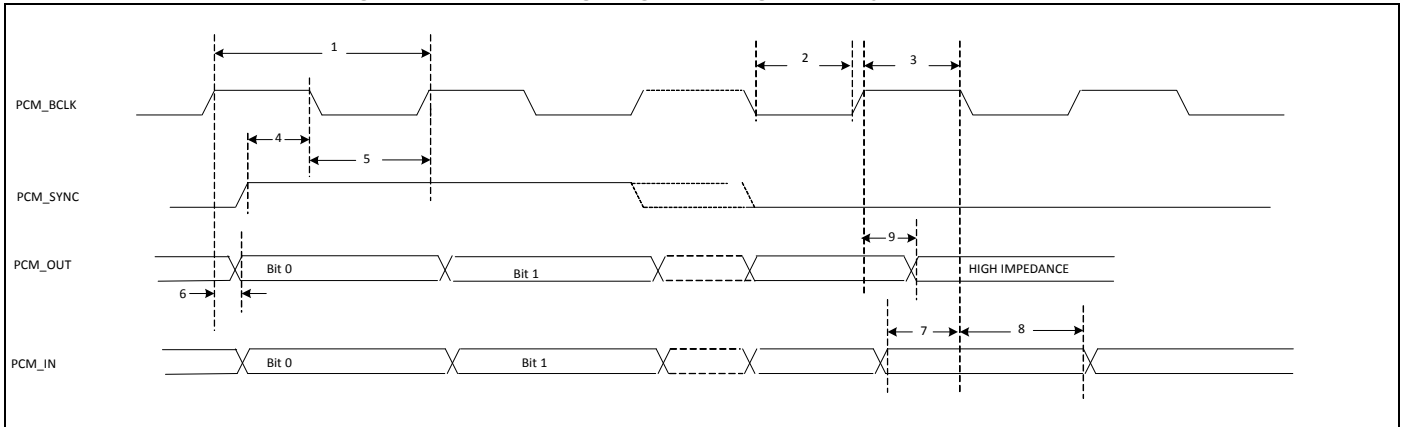 1
2
3
PCM_BCLK
4
5
PCM_SYNC
9
PCM_OUT
Bit 0
Bit 1
HIGH IMPEDANCE
6
7
8
PCM_IN
Bit 0
Bit 1